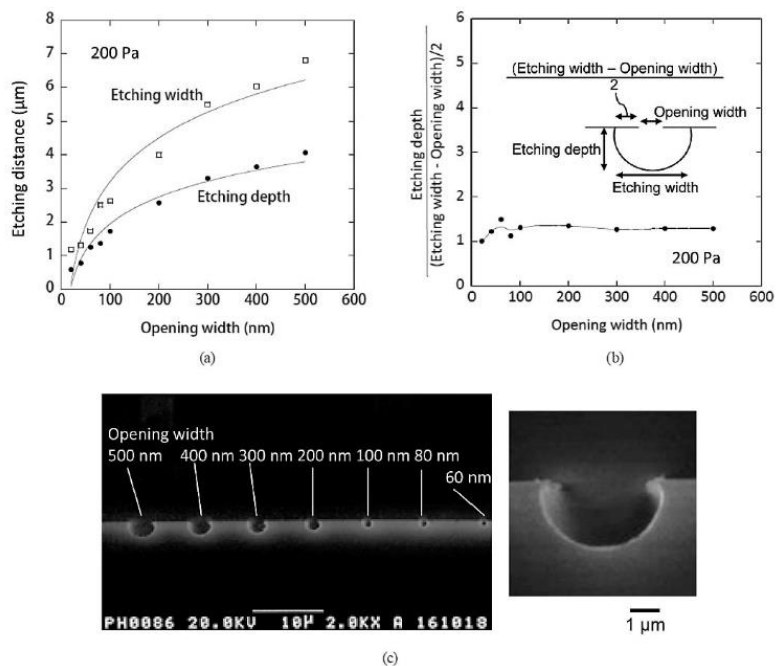 8
7
6
5
4
3
2
1
0
Etching distance (μm)
200 Pa
Etching width
Etching depth
0 100 200 300 400 500 600
Opening width (nm)
(a)
6
5
4
3
2
1
0
Etching depth
(Etching width - Opening width)/2
(Etching width – Opening width)
2
Opening width
Etching depth
Etching width
200 Pa
0 100 200 300 400 500 600
Opening width (nm)
(b)
Opening width
500 nm 400 nm 300 nm 200 nm 100 nm 80 nm
60 nm
PH0086 20.0KV 10μ 2.0KX A 161018
1 μm
(c)